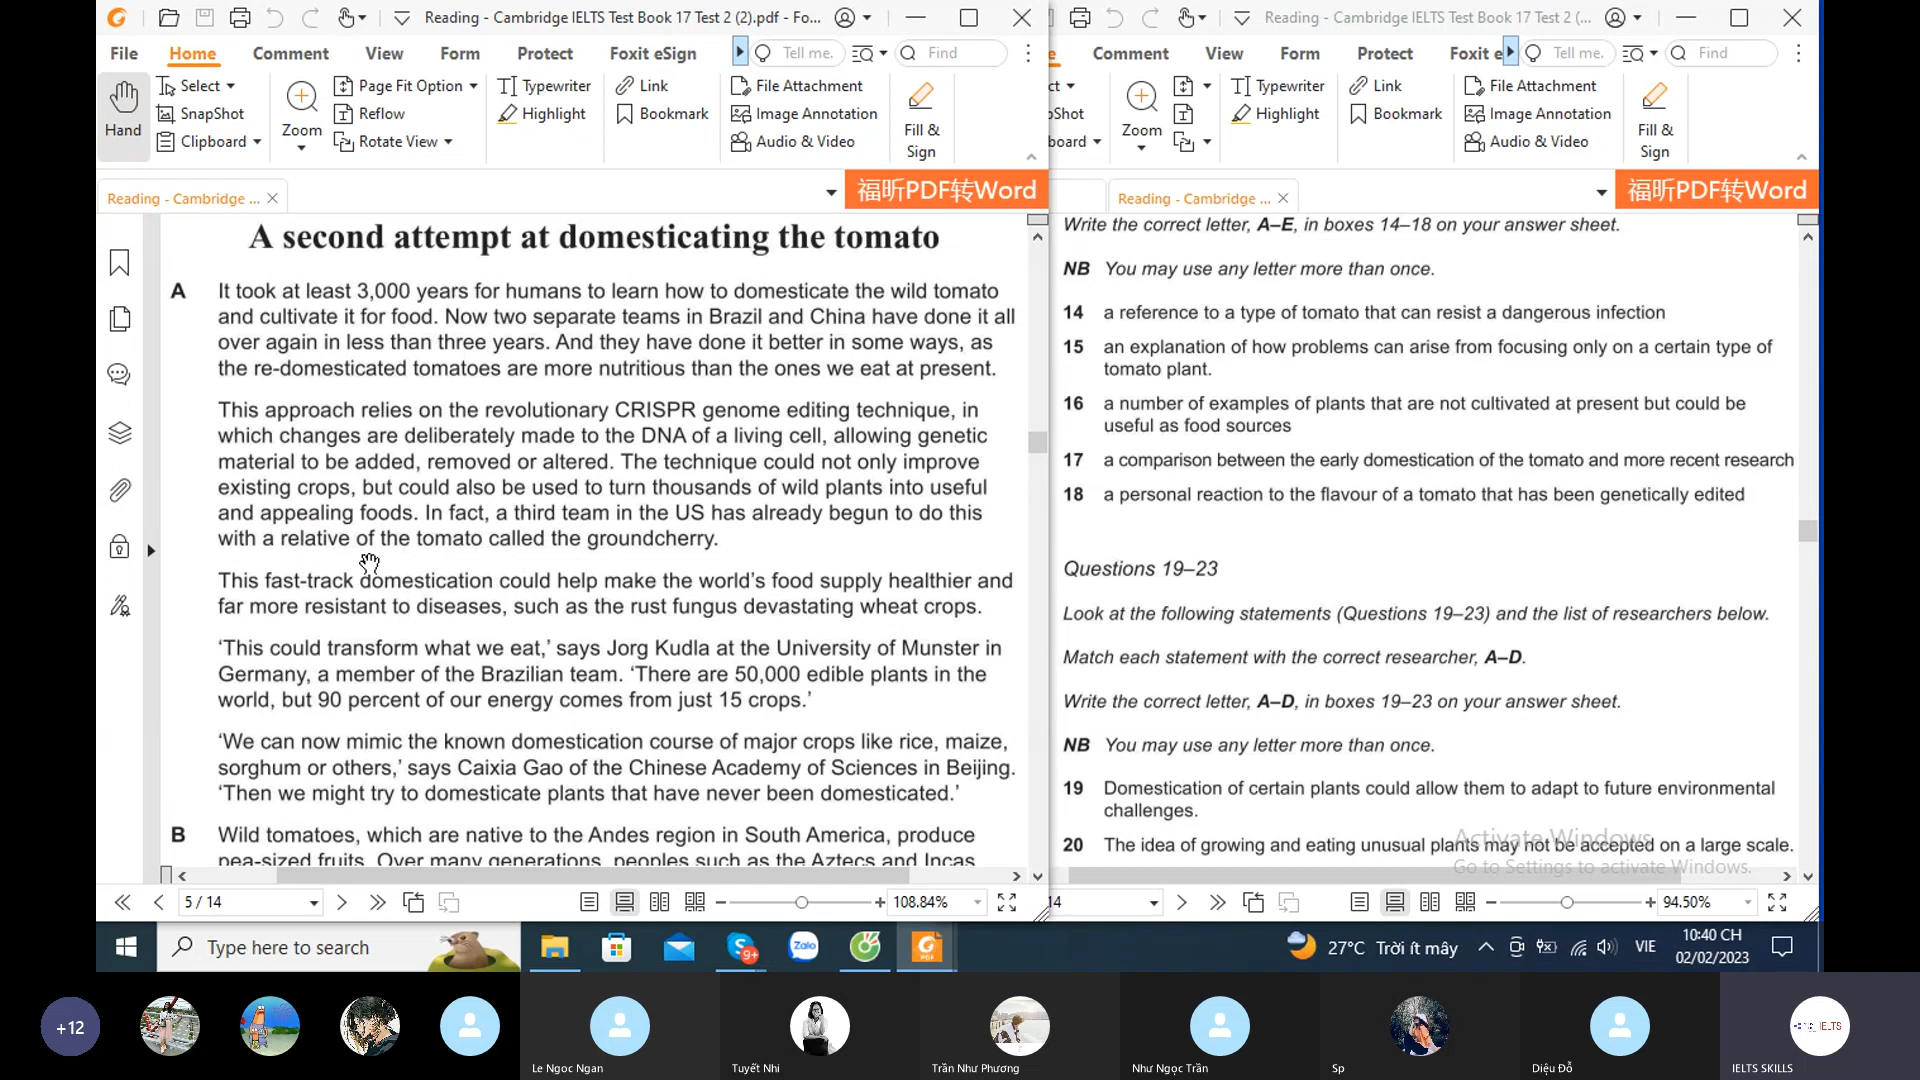 Reading - Cambridge IELTS Test Book 17 Test 2 (2).pdf - Fo...
Reading - Cambridge IELTS Test Book 17 Test 2 (...
File Home Comment View Form Protect Foxit eSign Tell me. Find
Comment View Form Protect Foxit e Tell me. Find
Hand
Select
SnapShot
Clipboard
Zoom
Page Fit Option
Reflow
Rotate View
Typewriter
Highlight
Link
Bookmark
File Attachment
Image Annotation
Audio & Video
Fill &
Sign
Zoom
Typewriter
Highlight
Link
Bookmark
File Attachment
Image Annotation
Audio & Video
Fill &
Sign
Reading - Cambridge ...
福昕PDF转Word
Reading - Cambridge ...
福昕PDF转Word
A second attempt at domesticating the tomato
A It took at least 3,000 years for humans to learn how to domesticate the wild tomato
and cultivate it for food. Now two separate teams in Brazil and China have done it all
over again in less than three years. And they have done it better in some ways, as
the re-domesticated tomatoes are more nutritious than the ones we eat at present.
This approach relies on the revolutionary CRISPR genome editing technique, in
which changes are deliberately made to the DNA of a living cell, allowing genetic
material to be added, removed or altered. The technique could not only improve
existing crops, but could also be used to turn thousands of wild plants into useful
and appealing foods. In fact, a third team in the US has already begun to do this
with a relative of the tomato called the groundcherry.
This fast-track domestication could help make the world's food supply healthier and
far more resistant to diseases, such as the rust fungus devastating wheat crops.
'This could transform what we eat,' says Jorg Kudla at the University of Munster in
Germany, a member of the Brazilian team. 'There are 50,000 edible plants in the
world, but 90 percent of our energy comes from just 15 crops.'
'We can now mimic the known domestication course of major crops like rice, maize,
sorghum or others,' says Caixia Gao of the Chinese Academy of Sciences in Beijing.
'Then we might try to domesticate plants that have never been domesticated.'
B Wild tomatoes, which are native to the Andes region in South America, produce
pea-sized fruits. Over many generations, peoples such as the Aztecs and Incas
Write the correct letter, A–E, in boxes 14–18 on your answer sheet.
NB You may use any letter more than once.
14 a reference to a type of tomato that can resist a dangerous infection
15 an explanation of how problems can arise from focusing only on a certain type of
tomato plant.
16 a number of examples of plants that are not cultivated at present but could be
useful as food sources
17 a comparison between the early domestication of the tomato and more recent research
18 a personal reaction to the flavour of a tomato that has been genetically edited
Questions 19–23
Look at the following statements (Questions 19–23) and the list of researchers below.
Match each statement with the correct researcher, A–D.
Write the correct letter, A–D, in boxes 19–23 on your answer sheet.
NB You may use any letter more than once.
19 Domestication of certain plants could allow them to adapt to future environmental
challenges.
20 The idea of growing and eating unusual plants may not be accepted on a large scale.
Activate Windows
Go to Settings to activate Windows.
5 / 14
108.84%
14
94.50%
Type here to search
9+
Zalo
27°C Trời ít mây
VIE
10:40 CH
02/02/2023
+12
Le Ngoc Ngan
Tuyết Nhi
Trần Như Phương
Như Ngọc Trần
Sp
Diệu Đỗ
IELTS SKILLS